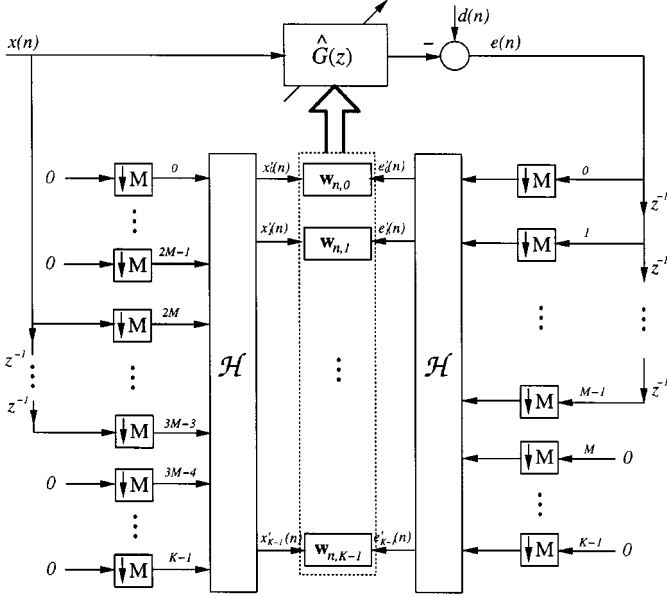 x(n)
Ĝ(z)
d(n)
−
e(n)
0 ↓M 0
x'₀(n) w_{n,0} e'₀(n)
0 ↓M
z⁻¹
⋮
x'₁(n) w_{n,1} e'₁(n)
1 ↓M
0 ↓M 2M−1
z⁻¹
↓M 2M
ℋ
⋮
ℋ
⋮
⋮
z⁻¹
⋮
⋮
z⁻¹
↓M M−1
z⁻¹
↓M 3M−3
↓M M 0
0 ↓M 3M−4
⋮
⋮
x'_{K−1}(n) w_{n,K−1} e'_{K−1}(n)
↓M K−1 0
0 ↓M K−1